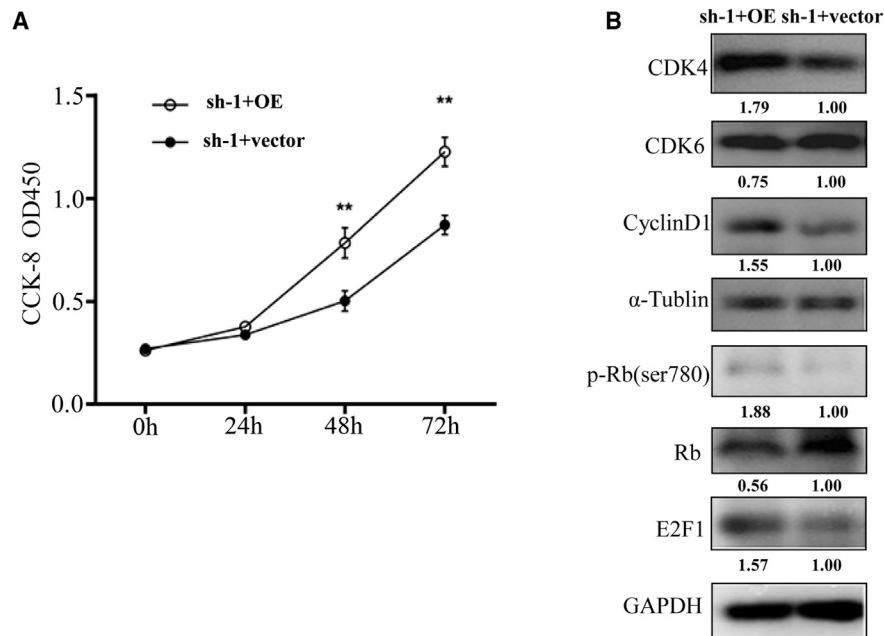 A
1.5
1.0
0.5
0.0
CCK-8 OD450
sh-1+OE
sh-1+vector
**
**
0h 24h 48h 72h
B
sh-1+OE sh-1+vector
CDK4
1.79 1.00
CDK6
0.75 1.00
CyclinD1
1.55 1.00
α-Tublin
p-Rb(ser780)
1.88 1.00
Rb
0.56 1.00
E2F1
1.57 1.00
GAPDH